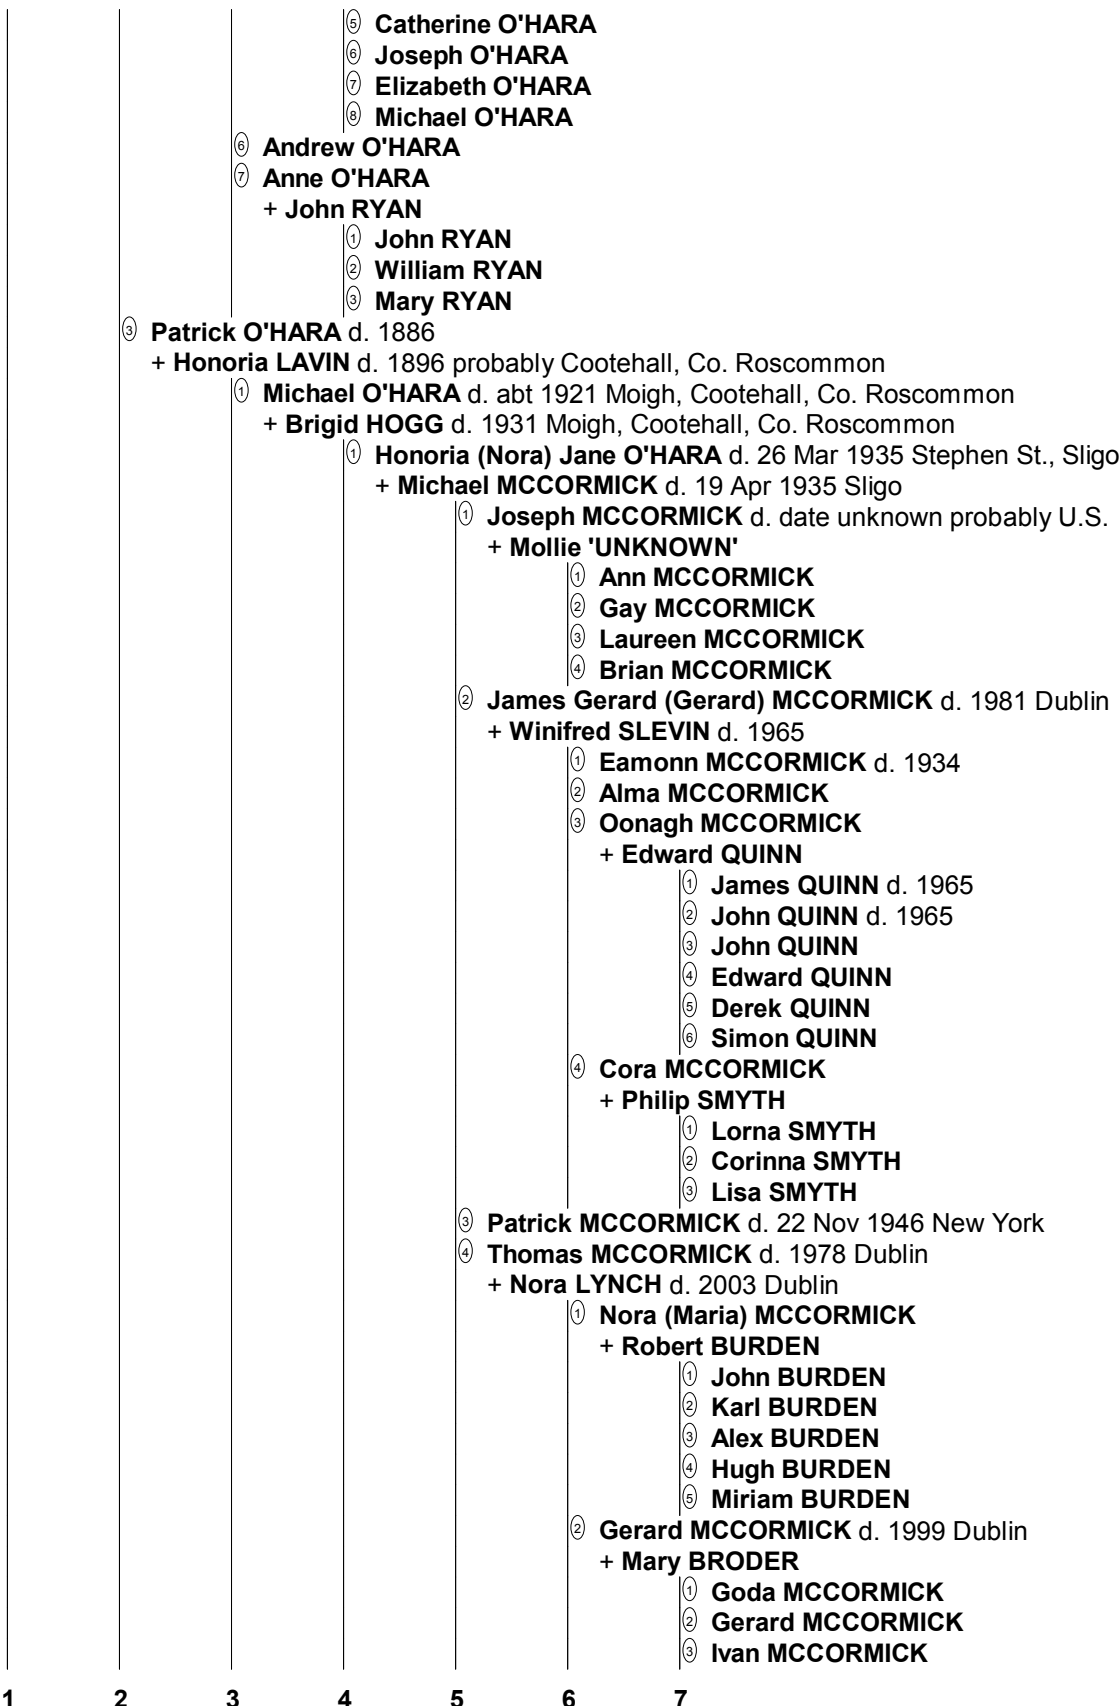 5 Catherine O'HARA
6 Joseph O'HARA
7 Elizabeth O'HARA
8 Michael O'HARA
6 Andrew O'HARA
7 Anne O'HARA
+ John RYAN
1 John RYAN
2 William RYAN
3 Mary RYAN
3 Patrick O'HARA d. 1886
+ Honoria LAVIN d. 1896 probably Cootehall, Co. Roscommon
1 Michael O'HARA d. abt 1921 Moigh, Cootehall, Co. Roscommon
+ Brigid HOGG d. 1931 Moigh, Cootehall, Co. Roscommon
1 Honoria (Nora) Jane O'HARA d. 26 Mar 1935 Stephen St., Sligo
+ Michael MCCORMICK d. 19 Apr 1935 Sligo
1 Joseph MCCORMICK d. date unknown probably U.S.
+ Mollie 'UNKNOWN'
1 Ann MCCORMICK
2 Gay MCCORMICK
3 Laureen MCCORMICK
4 Brian MCCORMICK
2 James Gerard (Gerard) MCCORMICK d. 1981 Dublin
+ Winifred SLEVIN d. 1965
1 Eamonn MCCORMICK d. 1934
2 Alma MCCORMICK
3 Oonagh MCCORMICK
+ Edward QUINN
1 James QUINN d. 1965
2 John QUINN d. 1965
3 John QUINN
4 Edward QUINN
5 Derek QUINN
6 Simon QUINN
4 Cora MCCORMICK
+ Philip SMYTH
1 Lorna SMYTH
2 Corinna SMYTH
3 Lisa SMYTH
3 Patrick MCCORMICK d. 22 Nov 1946 New York
4 Thomas MCCORMICK d. 1978 Dublin
+ Nora LYNCH d. 2003 Dublin
1 Nora (Maria) MCCORMICK
+ Robert BURDEN
1 John BURDEN
2 Karl BURDEN
3 Alex BURDEN
4 Hugh BURDEN
5 Miriam BURDEN
2 Gerard MCCORMICK d. 1999 Dublin
+ Mary BRODER
1 Goda MCCORMICK
2 Gerard MCCORMICK
3 Ivan MCCORMICK
1 2 3 4 5 6 7